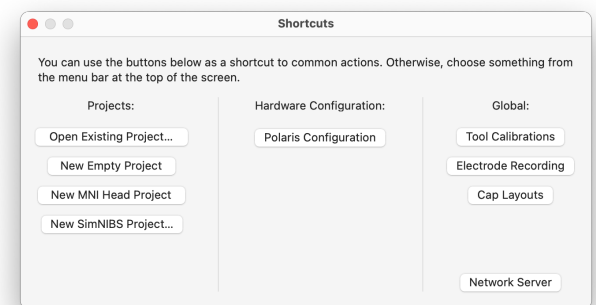 Shortcuts
You can use the buttons below as a shortcut to common actions. Otherwise, choose something from
the menu bar at the top of the screen.
Projects:
Open Existing Project...
New Empty Project
New MNI Head Project
New SimNIBS Project...
Hardware Configuration:
Polaris Configuration
Global:
Tool Calibrations
Electrode Recording
Cap Layouts
Network Server